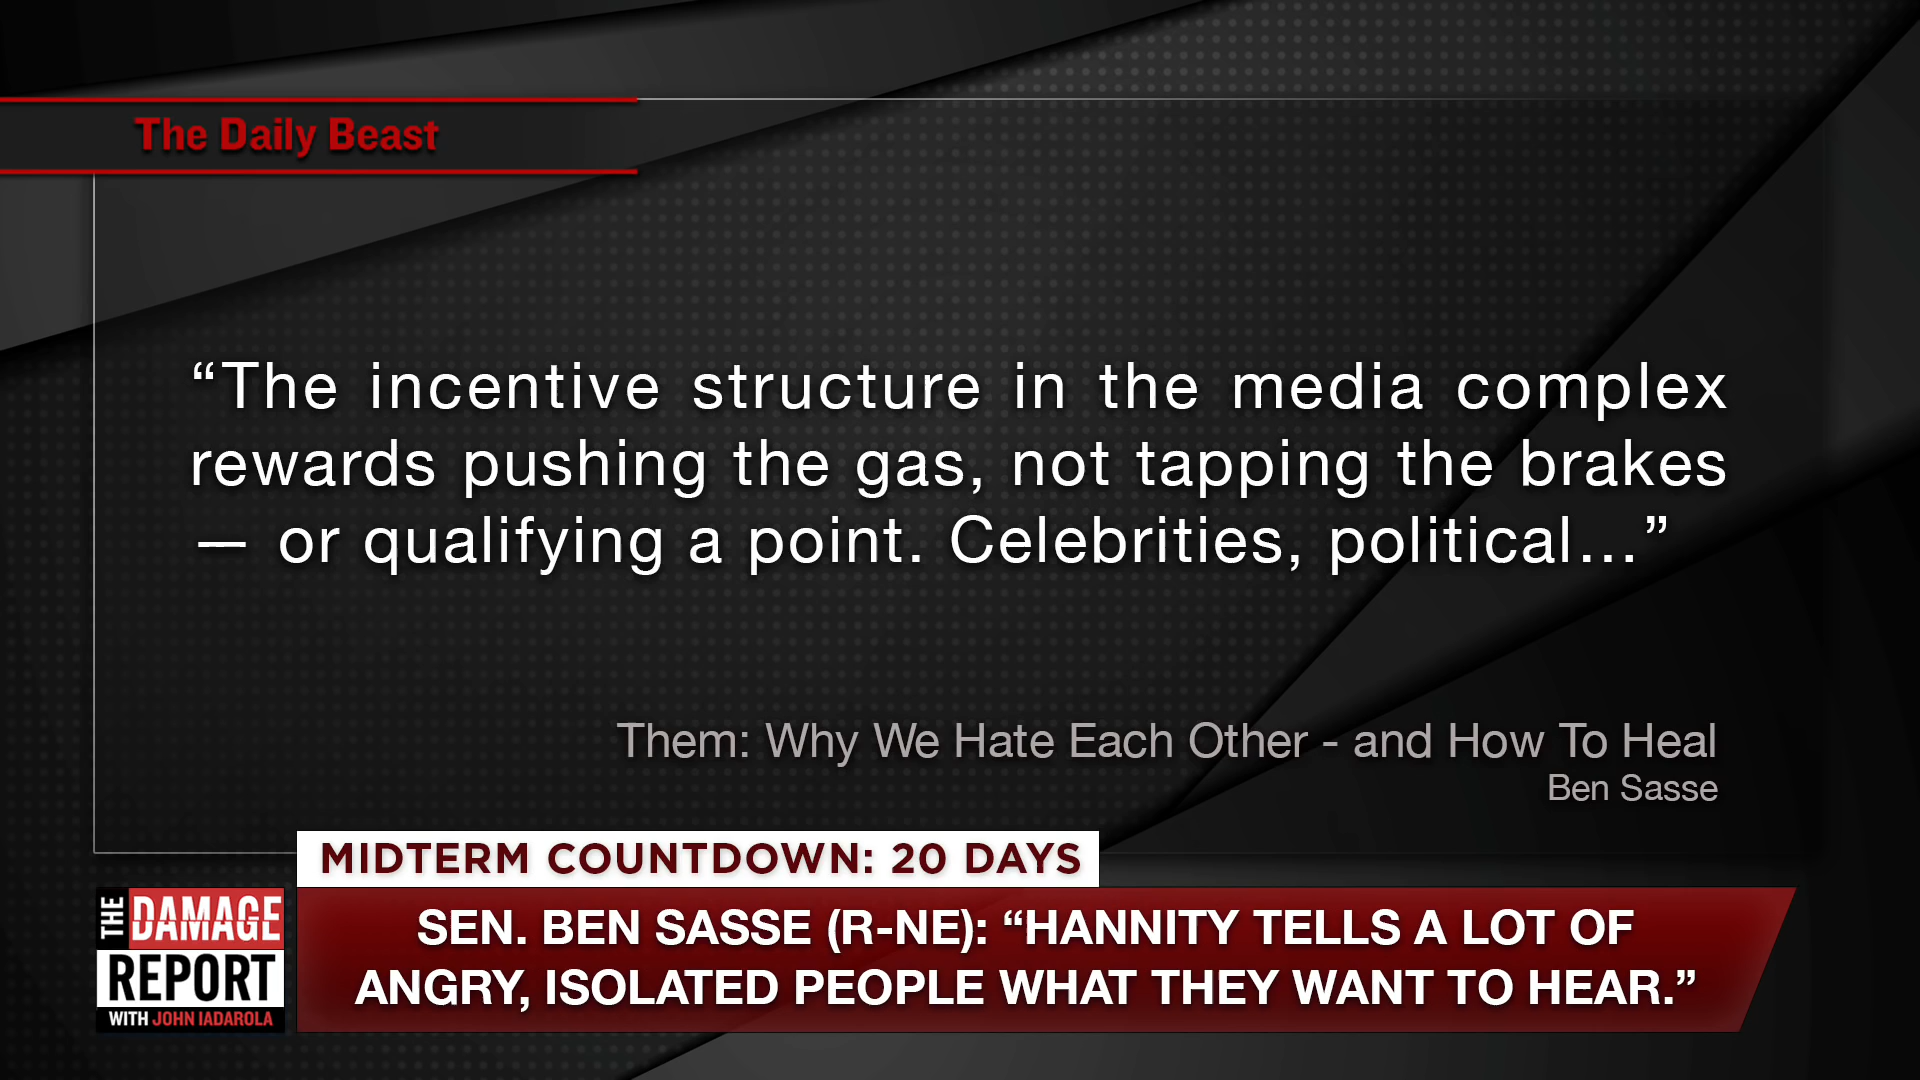 The Daily Beast
“The incentive structure in the media complex
rewards pushing the gas, not tapping the brakes
— or qualifying a point. Celebrities, political…”
Them: Why We Hate Each Other - and How To Heal
Ben Sasse
MIDTERM COUNTDOWN: 20 DAYS
SEN. BEN SASSE (R-NE): “HANNITY TELLS A LOT OF
ANGRY, ISOLATED PEOPLE WHAT THEY WANT TO HEAR.”
THE DAMAGE
REPORT
WITH JOHN IADAROLA